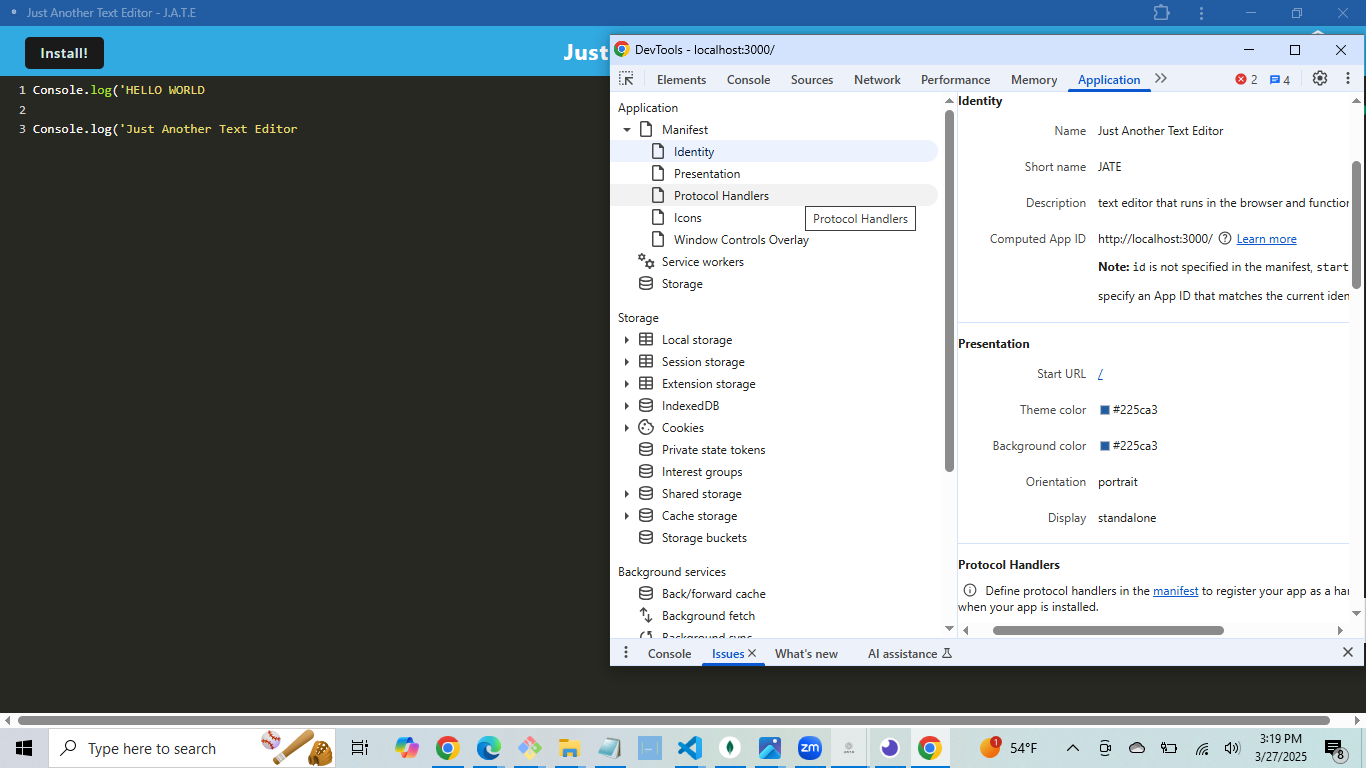 Just Another Text Editor - J.A.T.E
Install!
Just
1 Console.log('HELLO WORLD
2
3 Console.log('Just Another Text Editor
DevTools - localhost:3000/
Elements Console Sources Network Performance Memory Application 2 4
Application
Manifest
Identity
Presentation
Protocol Handlers
Icons
Protocol Handlers
Window Controls Overlay
Service workers
Storage
Storage
Local storage
Session storage
Extension storage
IndexedDB
Cookies
Private state tokens
Interest groups
Shared storage
Cache storage
Storage buckets
Background services
Back/forward cache
Background fetch
Background sync
Identity
Name Just Another Text Editor
Short name JATE
Description text editor that runs in the browser and function
Computed App ID http://localhost:3000/ Learn more
Note: id is not specified in the manifest, start
specify an App ID that matches the current iden
Presentation
Start URL /
Theme color #225ca3
Background color #225ca3
Orientation portrait
Display standalone
Protocol Handlers
Define protocol handlers in the manifest to register your app as a ha
when your app is installed.
Console Issues What's new AI assistance
Type here to search
zm
1
54°F
3:19 PM
3/27/2025
8